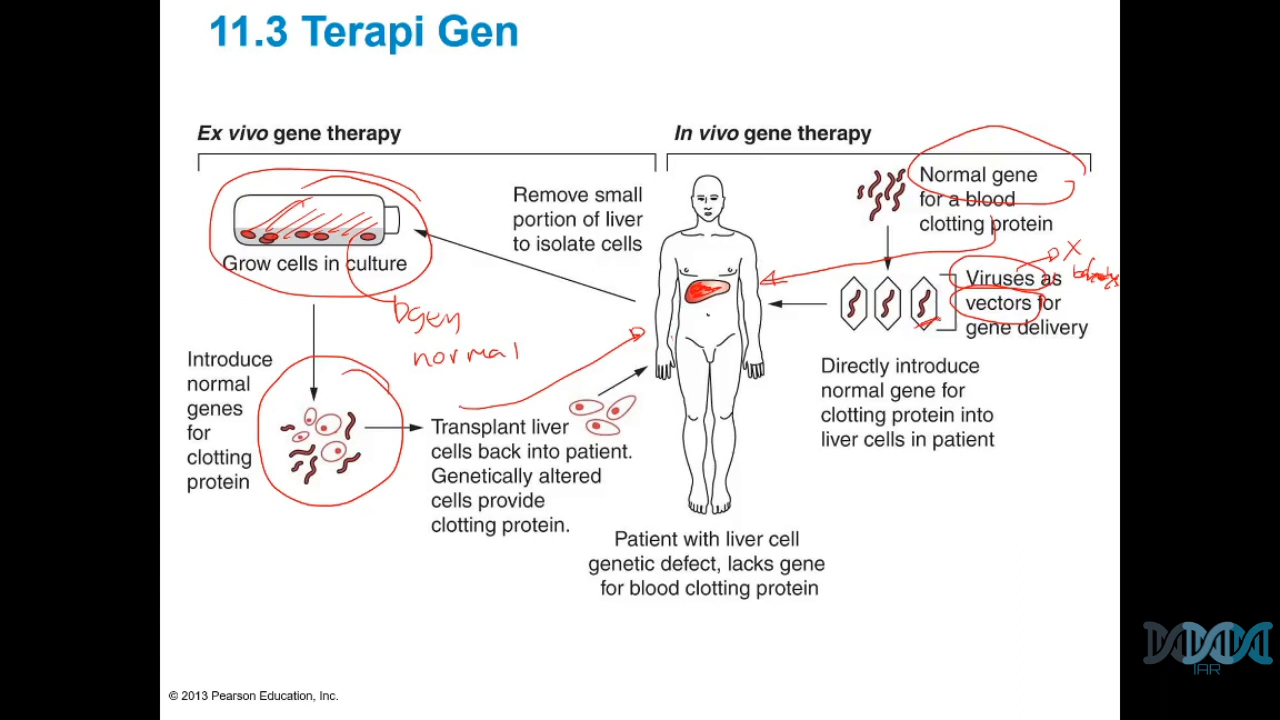 11.3 Terapi Gen
Ex vivo gene therapy
In vivo gene therapy
Remove small
portion of liver
to isolate cells
Grow cells in culture
gen
normal
Introduce
normal
genes
for
clotting
protein
Transplant liver
cells back into patient.
Genetically altered
cells provide
clotting protein.
Normal gene
for a blood
clotting protein
Viruses as
vectors for
gene delivery
X
Directly introduce
normal gene for
clotting protein into
liver cells in patient
Patient with liver cell
genetic defect, lacks gene
for blood clotting protein
© 2013 Pearson Education, Inc.
IAR